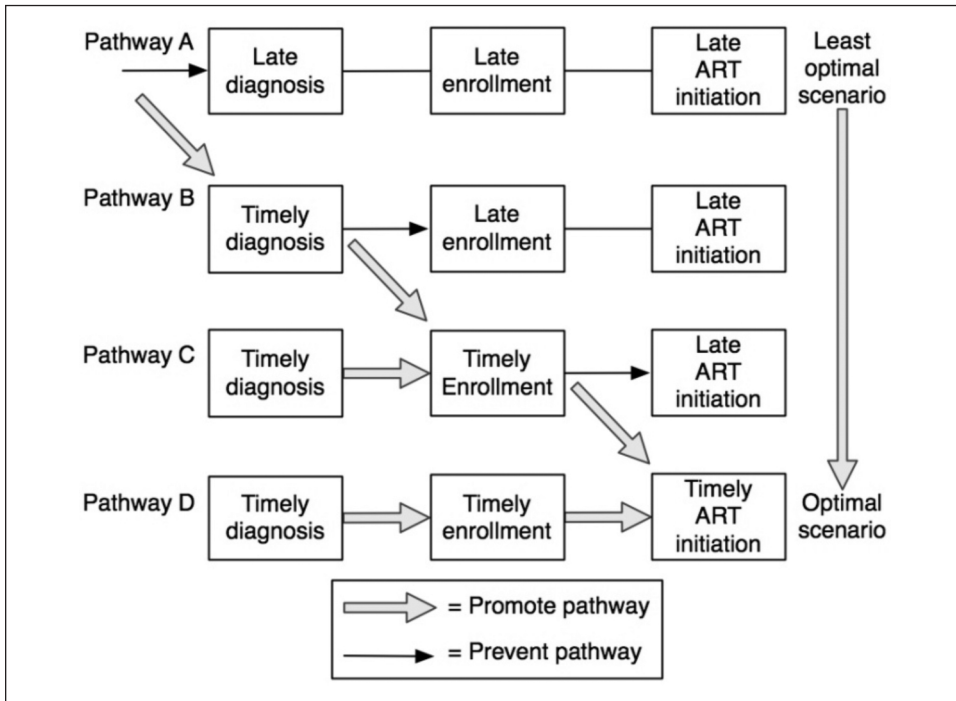 Pathway A
Late
diagnosis
Late
enrollment
Late
ART
initiation
Least
optimal
scenario
Pathway B
Timely
diagnosis
Late
enrollment
Late
ART
initiation
Pathway C
Timely
diagnosis
Timely
Enrollment
Late
ART
initiation
Pathway D
Timely
diagnosis
Timely
enrollment
Timely
ART
initiation
Optimal
scenario
= Promote pathway
= Prevent pathway